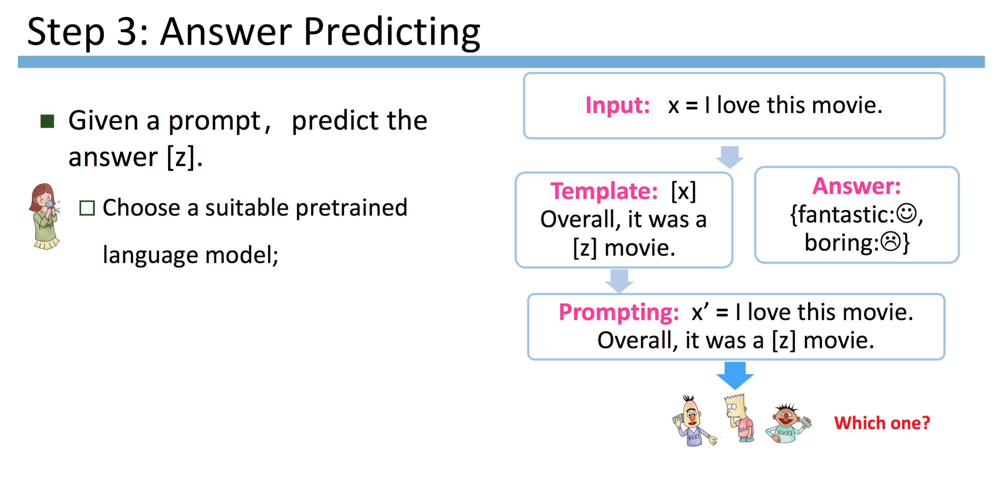 Step 3: Answer Predicting
Given a prompt， predict the
answer [z].
Choose a suitable pretrained
language model;
Input: x = I love this movie.
Template: [x]
Overall, it was a
[z] movie.
Answer:
{fantastic:☺,
boring:☹}
Prompting: x’ = I love this movie.
Overall, it was a [z] movie.
Which one?
Prompt
BERT
BAR
ERNIE